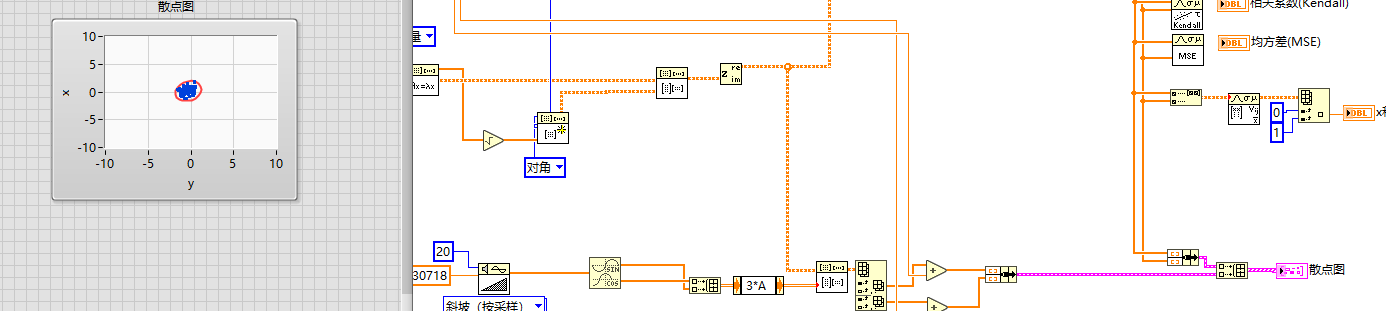 散点图
10
5
0
-5
-10
-10 -5 0 5 10
x
y
量
Ax=λx
re
im
z
对角
20
30718
斜坡（按采样）
SIN
COS
3*A
Kendall
DBL
相关系数(Kendall)
MSE
DBL
均方差(MSE)
0
1
DBL
散点图